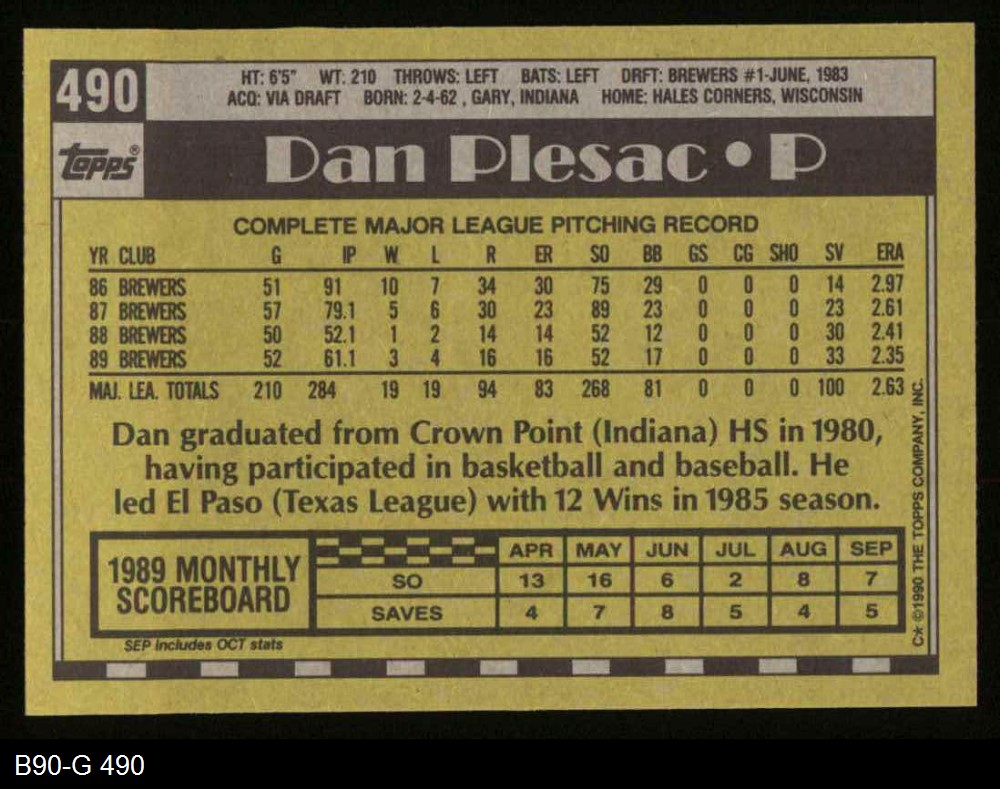 490
HT: 6'5" WT: 210 THROWS: LEFT BATS: LEFT DRFT: BREWERS #1-JUNE, 1983
ACQ: VIA DRAFT BORN: 2-4-62 , GARY, INDIANA HOME: HALES CORNERS, WISCONSIN
Topps®
Dan Plesac • P
COMPLETE MAJOR LEAGUE PITCHING RECORD
YR CLUB G IP W L R ER SO BB GS CG SHO SV ERA
86 BREWERS 51 91 10 7 34 30 75 29 0 0 0 14 2.97
87 BREWERS 57 79.1 5 6 30 23 89 23 0 0 0 23 2.61
88 BREWERS 50 52.1 1 2 14 14 52 12 0 0 0 30 2.41
89 BREWERS 52 61.1 3 4 16 16 52 17 0 0 0 33 2.35
MAJ. LEA. TOTALS 210 284 19 19 94 83 268 81 0 0 0 100 2.63
Dan graduated from Crown Point (Indiana) HS in 1980,
having participated in basketball and baseball. He
led El Paso (Texas League) with 12 Wins in 1985 season.
1989 MONTHLY
SCOREBOARD
APR MAY JUN JUL AUG SEP
SO 13 16 6 2 8 7
SAVES 4 7 8 5 4 5
SEP includes OCT stats
C* ©1990 THE TOPPS COMPANY, INC.
B90-G 490